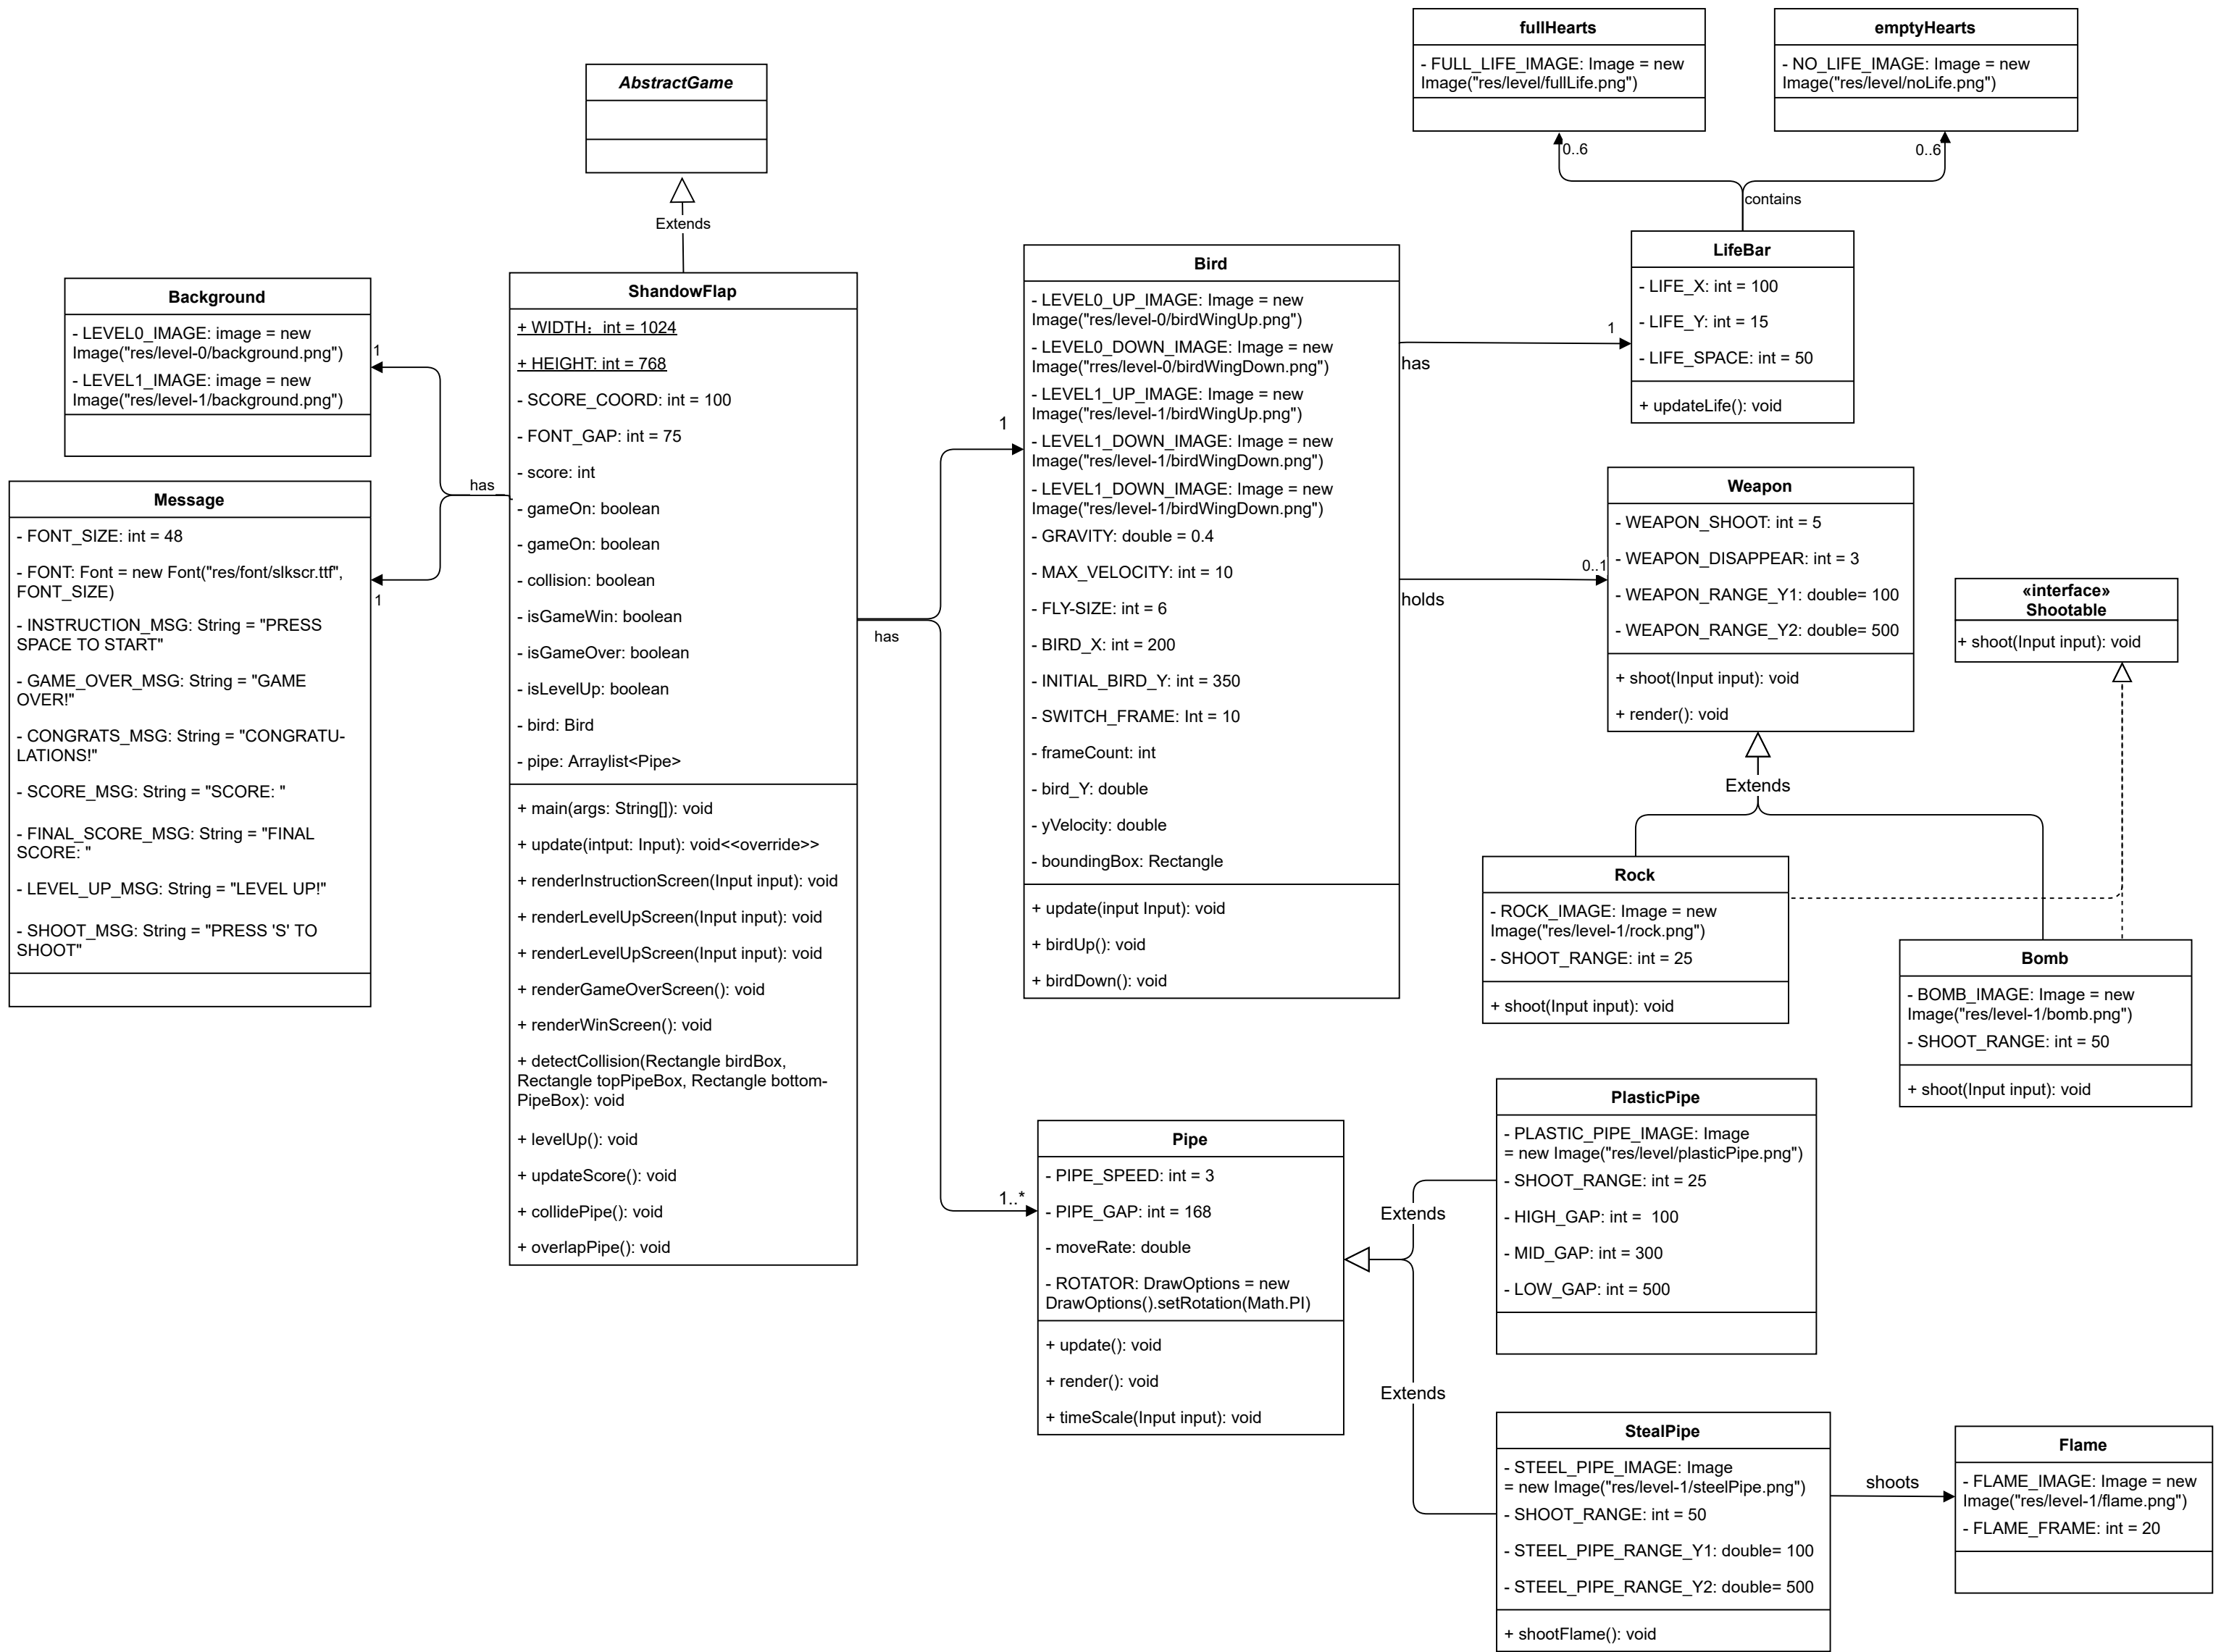 fullHearts
- FULL_LIFE_IMAGE: Image = new
Image("res/level/fullLife.png")
emptyHearts
- NO_LIFE_IMAGE: Image = new
Image("res/level/noLife.png")
0..6
0..6
contains
AbstractGame
Extends
Background
- LEVEL0_IMAGE: image = new
Image("res/level-0/background.png")
- LEVEL1_IMAGE: image = new
Image("res/level-1/background.png")
1
has
1
Message
- FONT_SIZE: int = 48
- FONT: Font = new Font("res/font/slkscr.ttf",
FONT_SIZE)
- INSTRUCTION_MSG: String = "PRESS
SPACE TO START"
- GAME_OVER_MSG: String = "GAME
OVER!"
- CONGRATS_MSG: String = "CONGRATU-
LATIONS!"
- SCORE_MSG: String = "SCORE: "
- FINAL_SCORE_MSG: String = "FINAL
SCORE: "
- LEVEL_UP_MSG: String = "LEVEL UP!"
- SHOOT_MSG: String = "PRESS 'S' TO
SHOOT"
ShandowFlap
+ WIDTH：int = 1024
+ HEIGHT: int = 768
- SCORE_COORD: int = 100
- FONT_GAP: int = 75
- score: int
- gameOn: boolean
- gameOn: boolean
- collision: boolean
- isGameWin: boolean
- isGameOver: boolean
- isLevelUp: boolean
- bird: Bird
- pipe: Arraylist<Pipe>
+ main(args: String[]): void
+ update(intput: Input): void<<override>>
+ renderInstructionScreen(Input input): void
+ renderLevelUpScreen(Input input): void
+ renderLevelUpScreen(Input input): void
+ renderGameOverScreen(): void
+ renderWinScreen(): void
+ detectCollision(Rectangle birdBox,
Rectangle topPipeBox, Rectangle bottom-
PipeBox): void
+ levelUp(): void
+ updateScore(): void
+ collidePipe(): void
+ overlapPipe(): void
has
1
1..*
Bird
- LEVEL0_UP_IMAGE: Image = new
Image("res/level-0/birdWingUp.png")
- LEVEL0_DOWN_IMAGE: Image = new
Image("rres/level-0/birdWingDown.png")
- LEVEL1_UP_IMAGE: Image = new
Image("res/level-1/birdWingUp.png")
- LEVEL1_DOWN_IMAGE: Image = new
Image("res/level-1/birdWingDown.png")
- LEVEL1_DOWN_IMAGE: Image = new
Image("res/level-1/birdWingDown.png")
- GRAVITY: double = 0.4
- MAX_VELOCITY: int = 10
- FLY-SIZE: int = 6
- BIRD_X: int = 200
- INITIAL_BIRD_Y: int = 350
- SWITCH_FRAME: Int = 10
- frameCount: int
- bird_Y: double
- yVelocity: double
- boundingBox: Rectangle
+ update(input Input): void
+ birdUp(): void
+ birdDown(): void
has
1
holds
0..1
LifeBar
- LIFE_X: int = 100
- LIFE_Y: int = 15
- LIFE_SPACE: int = 50
+ updateLife(): void
Weapon
- WEAPON_SHOOT: int = 5
- WEAPON_DISAPPEAR: int = 3
- WEAPON_RANGE_Y1: double= 100
- WEAPON_RANGE_Y2: double= 500
+ shoot(Input input): void
+ render(): void
«interface»
Shootable
+ shoot(Input input): void
Extends
Rock
- ROCK_IMAGE: Image = new
Image("res/level-1/rock.png")
- SHOOT_RANGE: int = 25
+ shoot(Input input): void
Bomb
- BOMB_IMAGE: Image = new
Image("res/level-1/bomb.png")
- SHOOT_RANGE: int = 50
+ shoot(Input input): void
Pipe
- PIPE_SPEED: int = 3
- PIPE_GAP: int = 168
- moveRate: double
- ROTATOR: DrawOptions = new
DrawOptions().setRotation(Math.PI)
+ update(): void
+ render(): void
+ timeScale(Input input): void
Extends
Extends
PlasticPipe
- PLASTIC_PIPE_IMAGE: Image
= new Image("res/level/plasticPipe.png")
- SHOOT_RANGE: int = 25
- HIGH_GAP: int =  100
- MID_GAP: int = 300
- LOW_GAP: int = 500
StealPipe
- STEEL_PIPE_IMAGE: Image
= new Image("res/level-1/steelPipe.png")
- SHOOT_RANGE: int = 50
- STEEL_PIPE_RANGE_Y1: double= 100
- STEEL_PIPE_RANGE_Y2: double= 500
+ shootFlame(): void
shoots
Flame
- FLAME_IMAGE: Image = new
Image("res/level-1/flame.png")
- FLAME_FRAME: int = 20